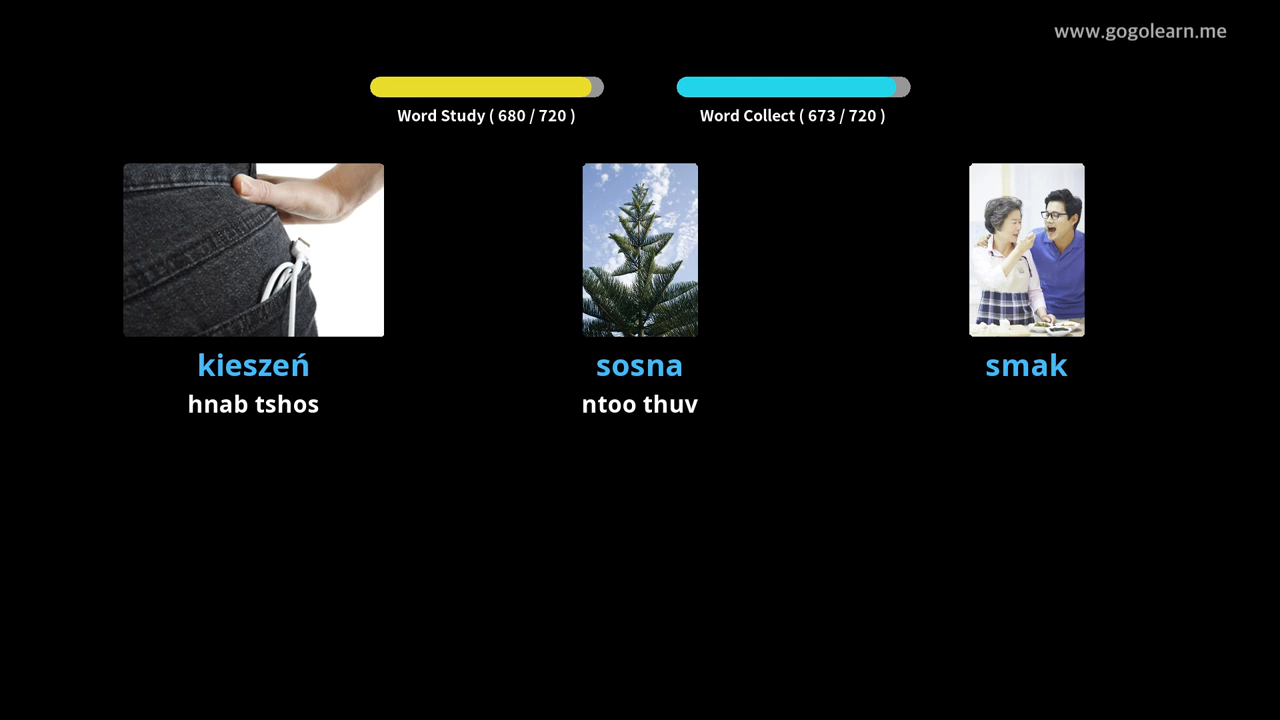 www.gogolearn.me
Word Study ( 680 / 720 )
Word Collect ( 673 / 720 )
kieszeń
sosna
smak
hnab tshos
ntoo thuv